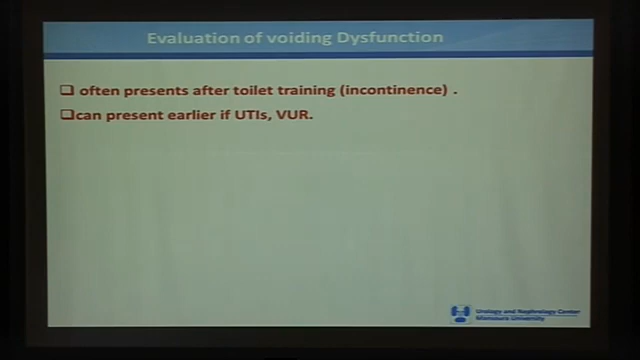 Evaluation of voiding Dysfunction
❑ often presents after toilet training (incontinence) .
❑can present earlier if UTIs, VUR.
Urology and Nephrology Center
Mansoura University